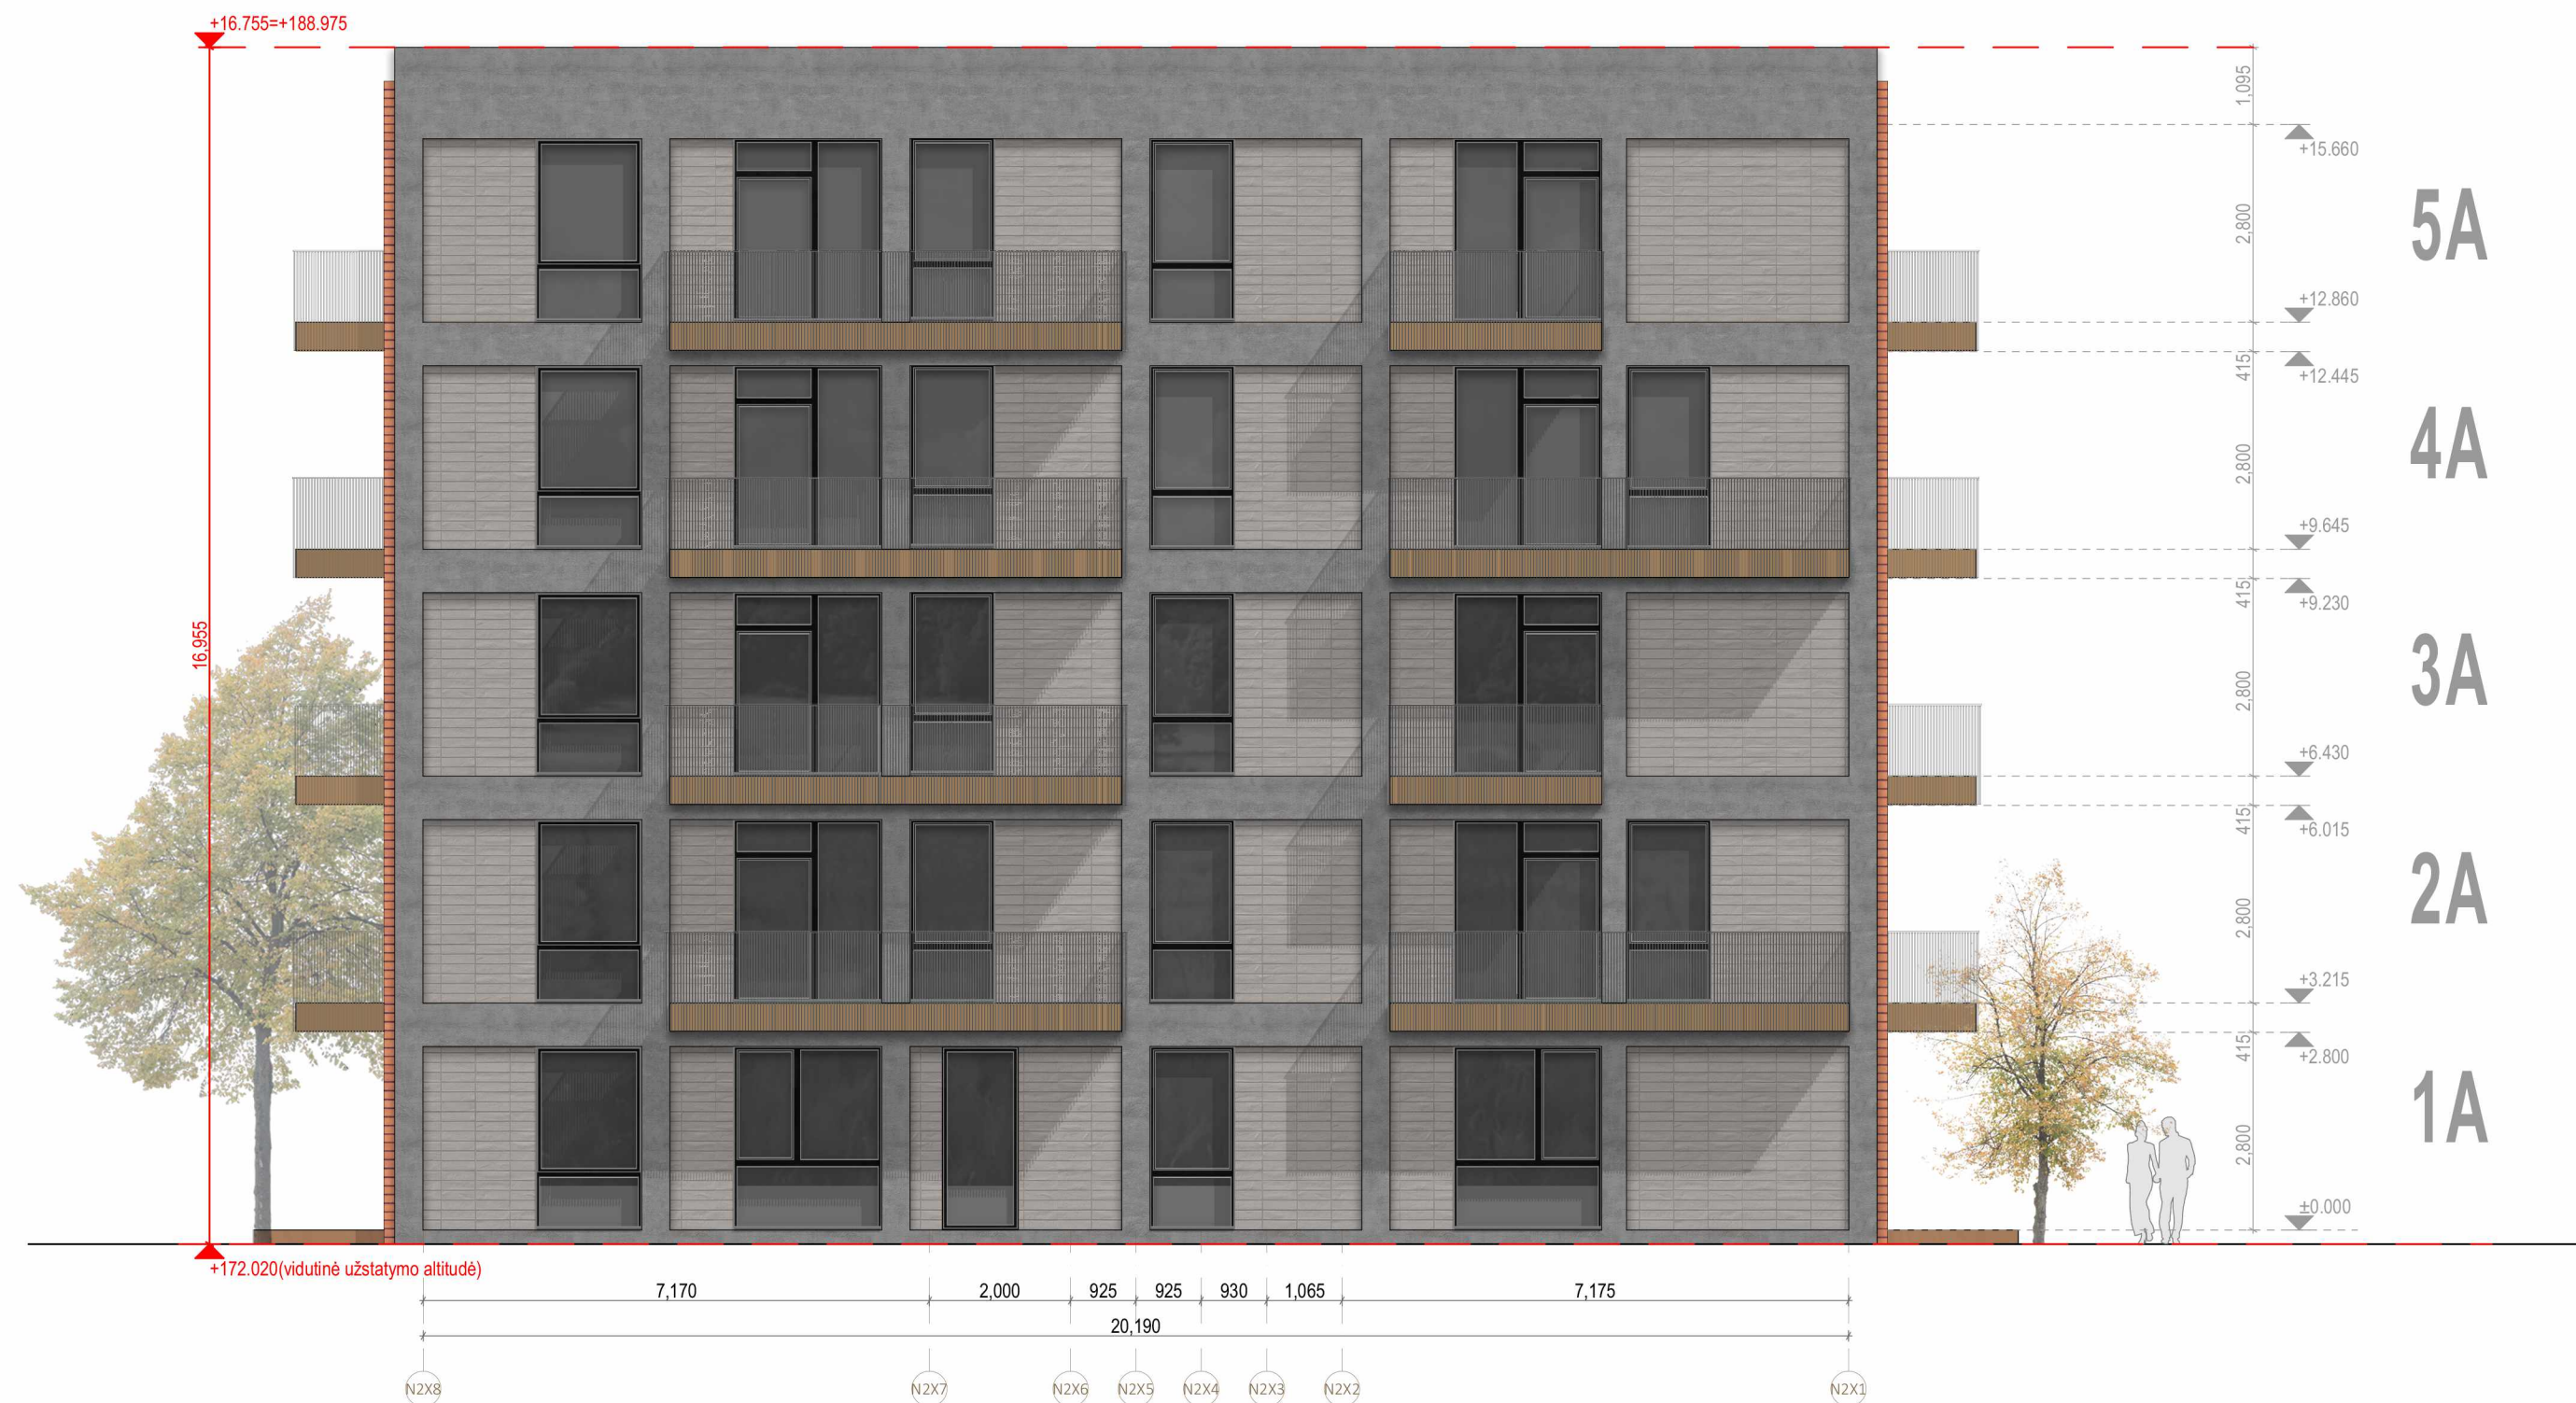 +16.755=+188.975
1,095
+15.660
5A
2,800
+12.860
415
+12.445
4A
2,800
+9.645
415
+9.230
16.955
3A
2,800
+6.430
415
+6.015
2A
2,800
+3.215
415
+2.800
1A
2,800
±0.000
+172.020(vidutinė užstatymo altitudė)
7,170 2,000 925 925 930 1,065 7,175
20,190
N2X8 N2X7 N2X6 N2X5 N2X4 N2X3 N2X2 N2X1